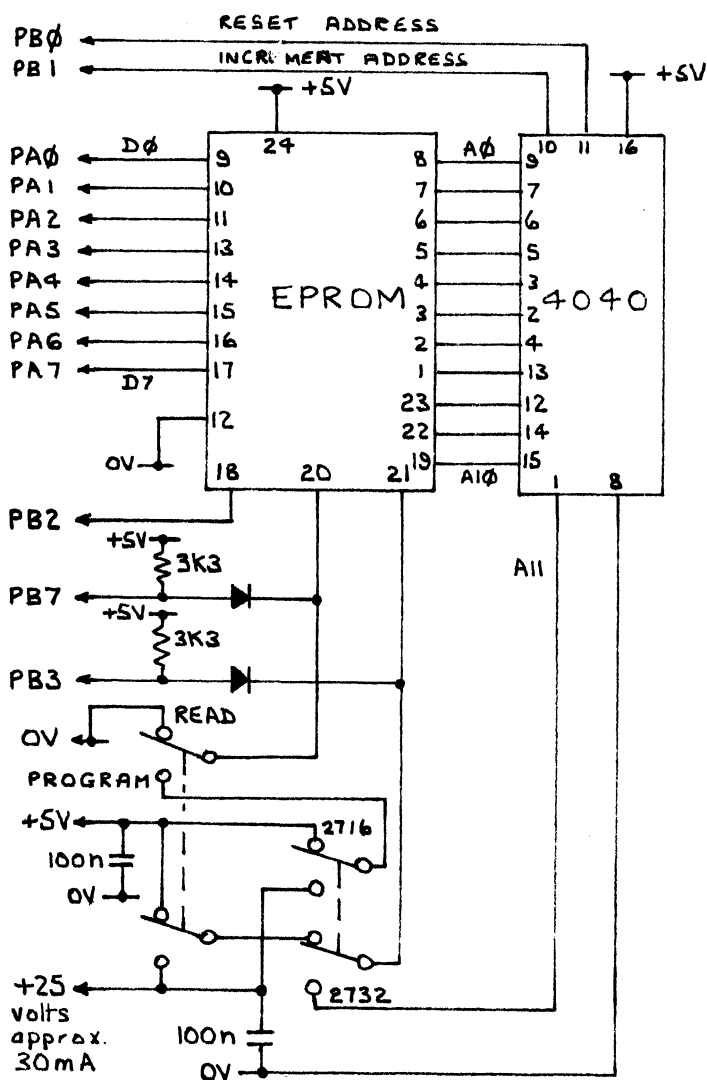 RESET ADDRESS
PBØ
INCREMENT ADDRESS
PB1
+5V
+5V
24
10
11
16
PAØ
DØ
9
8
AØ
9
PA1
10
7
7
PA2
11
6
6
PA3
13
5
5
PA4
14
4
3
EPROM
4040
PA5
15
3
2
PA6
16
2
4
PA7
D7
17
1
13
12
23
12
22
14
0V
18
20
21
19
A1Ø
15
1
8
PB2
+5V
3K3
A11
PB7
+5V
3K3
PB3
READ
0V
PROGRAM
+5V
2716
100n
0V
+25
volts
approx.
30mA
2732
100n
0V